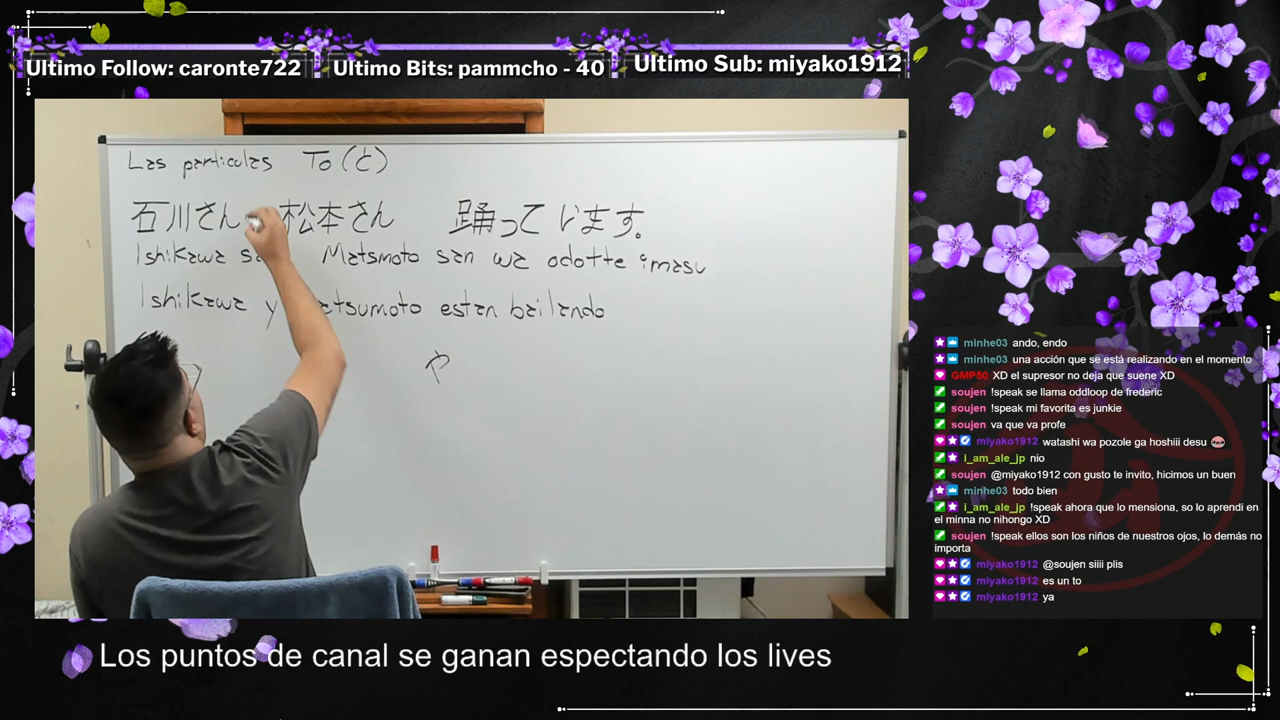 Ultimo Follow: caronte722
Ultimo Bits: pammcho - 40
Ultimo Sub: miyako1912
Las particulas To (と)
石川さん 松本さん 踊っています。
Ishikawa Matsmoto san wa odotte imasu
Ishikawa y estan bailando
や
minhe03 ando, endo
minhe03 una acción que se está realizando en el momento
GMP50 XD el supresor no deja que suene XD
soujen !speak se llama oddloop de frederic
soujen !speak mi favorita es junkie
soujen va que va profe
miyako1912 watashi wa pozole ga hoshiii desu
i_am_ale_jp nio
soujen @miyako1912 con gusto te invito, hicimos un buen
minhe03 todo bien
i_am_ale_jp !speak ahora que lo mensiona, so lo aprendi en
el minna no nihongo XD
soujen !speak ellos son los niños de nuestros ojos, lo demás no
importa
miyako1912 @soujen siiii plis
miyako1912 es un to
miyako1912 ya
Los puntos de canal se ganan espectando los lives